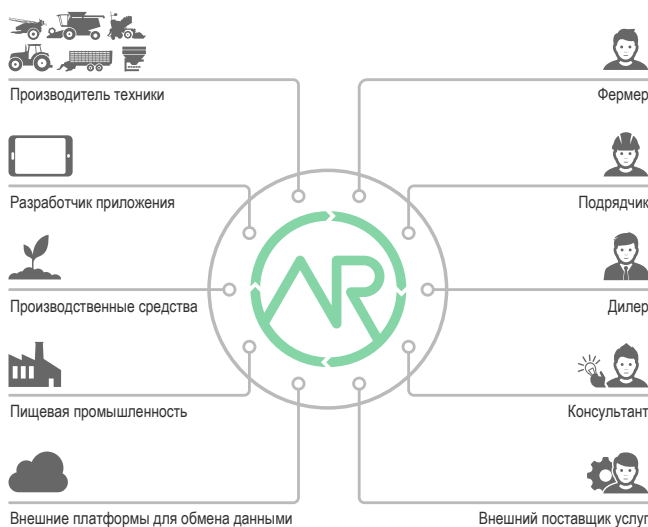 Производитель техники
Фермер
Разработчик приложения
Подрядчик
Производственные средства
Дилер
AR
Пищевая промышленность
Консультант
Внешние платформы для обмена данными
Внешний поставщик услуг